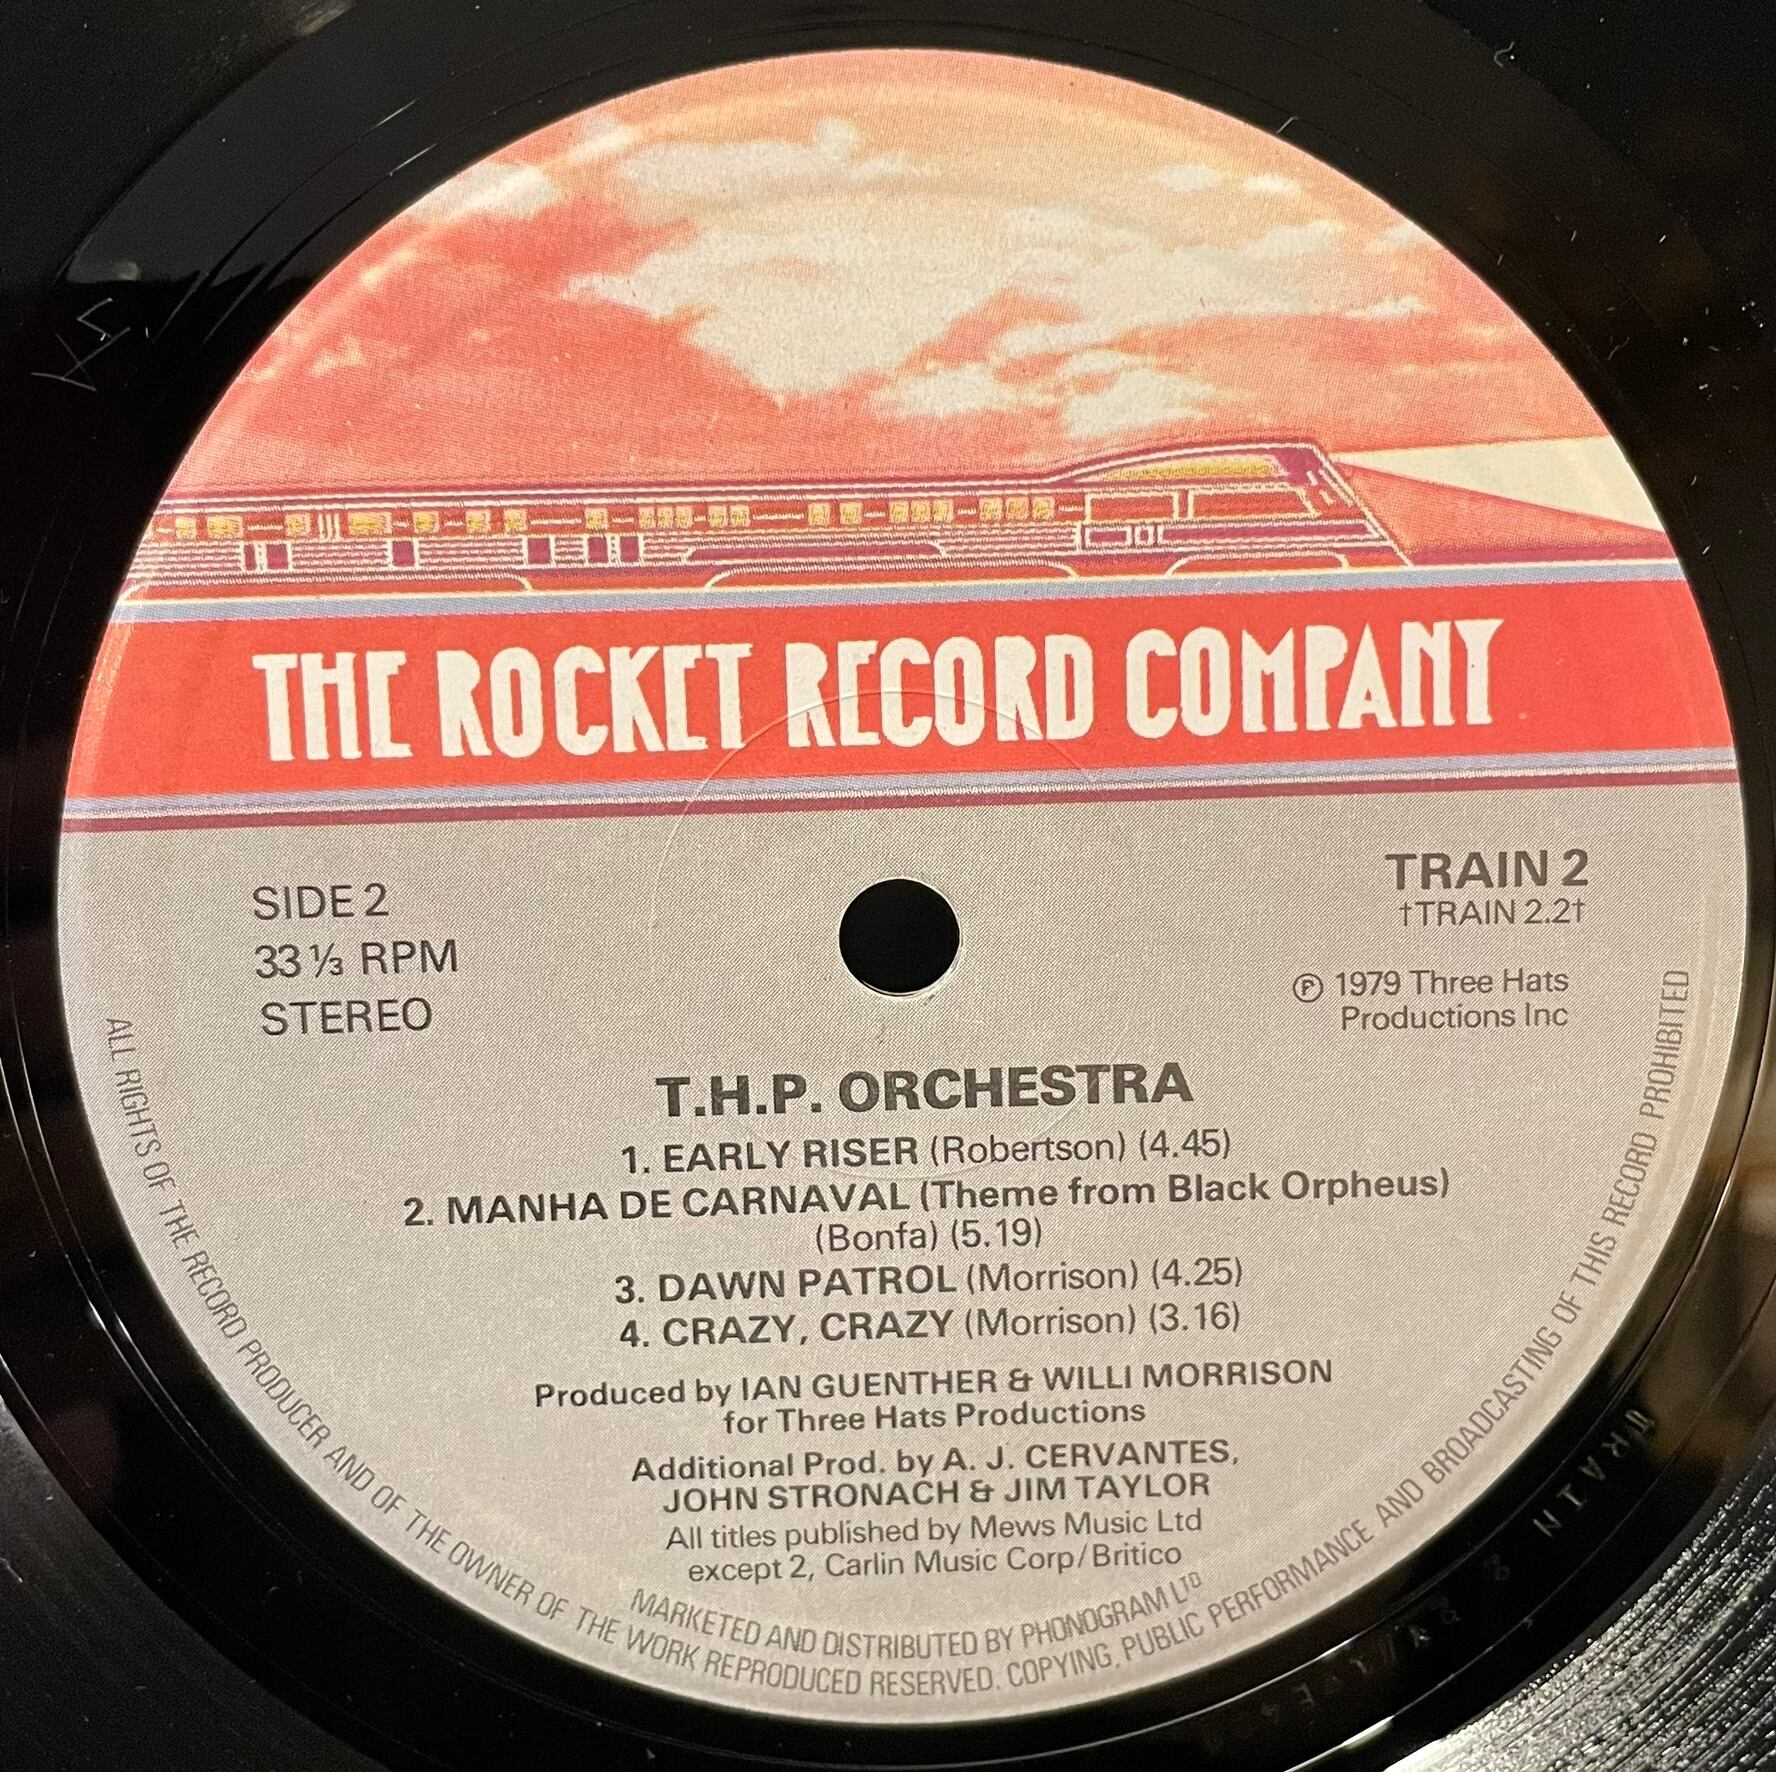 THE ROCKET RECORD COMPANY
SIDE 2
33 ⅓ RPM
STEREO
TRAIN 2
†TRAIN 2.2†
℗ 1979 Three Hats
Productions Inc
T.H.P. ORCHESTRA
1. EARLY RISER (Robertson) (4.45)
2. MANHA DE CARNAVAL (Theme from Black Orpheus)
(Bonfa) (5.19)
3. DAWN PATROL (Morrison) (4.25)
4. CRAZY, CRAZY (Morrison) (3.16)
Produced by IAN GUENTHER & WILLI MORRISON
for Three Hats Productions
Additional Prod. by A. J. CERVANTES,
JOHN STRONACH & JIM TAYLOR
All titles published by Mews Music Ltd
except 2, Carlin Music Corp/Britico
MARKETED AND DISTRIBUTED BY PHONOGRAM LTD
ALL RIGHTS OF THE RECORD PRODUCER AND OF THE OWNER OF THE WORK REPRODUCED RESERVED. COPYING, PUBLIC PERFORMANCE AND BROADCASTING OF THIS RECORD PROHIBITED
TRAIN 2